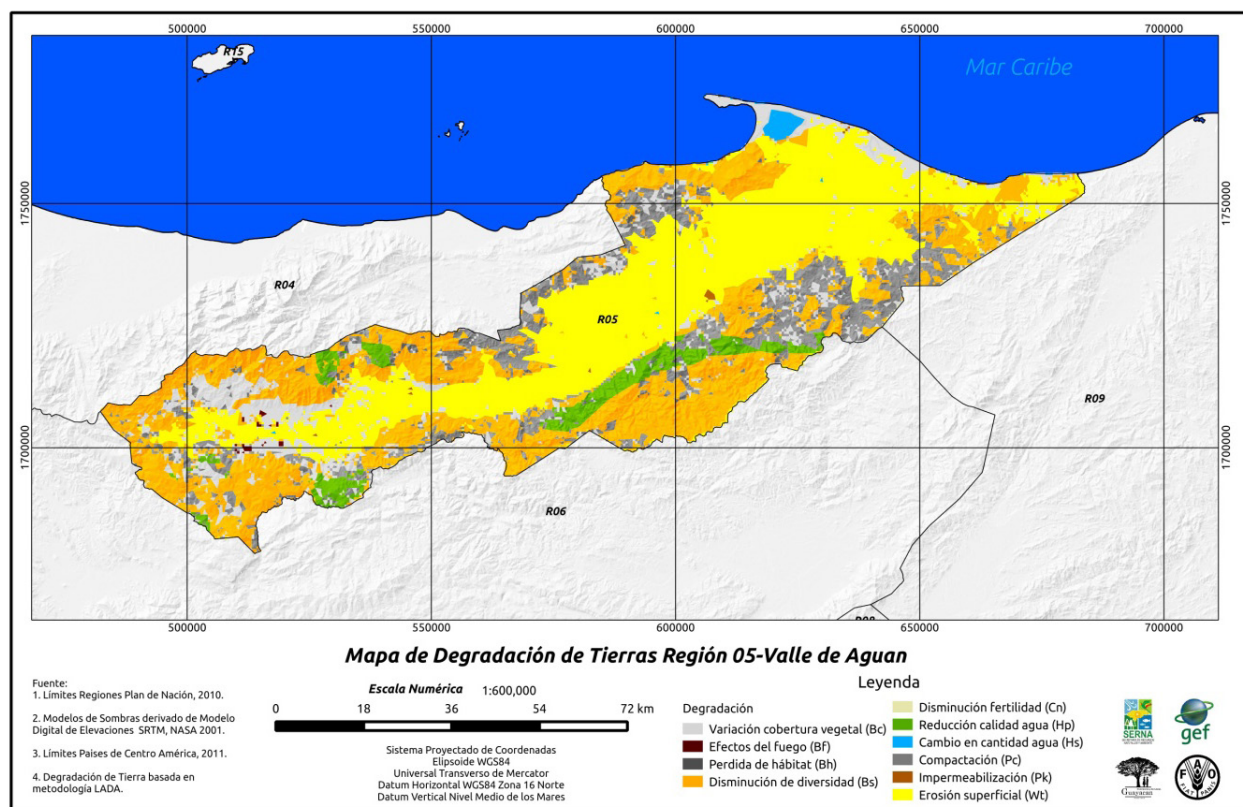 500000 550000 600000 650000 700000
R15
Mar Caribe
1750000 1750000
R04
R05
R09
1700000 1700000
R06
500000 550000 600000 650000 700000
Mapa de Degradación de Tierras Región 05-Valle de Aguan
Fuente:
1. Límites Regiones Plan de Nación, 2010.
2. Modelos de Sombras derivado de Modelo
Digital de Elevaciones SRTM, NASA 2001.
3. Límites Paises de Centro América, 2011.
4. Degradación de Tierra basada en
metodología LADA.
Escala Numérica 1:600,000
0 18 36 54 72 km
Sistema Proyectado de Coordenadas
Elipsoide WGS84
Universal Transverso de Mercator
Datum Horizontal WGS84 Zona 16 Norte
Datum Vertical Nivel Medio de los Mares
Leyenda
Degradación
Variación cobertura vegetal (Bc)
Efectos del fuego (Bf)
Perdida de hábitat (Bh)
Disminución de diversidad (Bs)
Disminución fertilidad (Cn)
Reducción calidad agua (Hp)
Cambio en cantidad agua (Hs)
Compactación (Pc)
Impermeabilización (Pk)
Erosión superficial (Wt)
SERNA
gef
Guayapa
FAO
FIAT PANIS